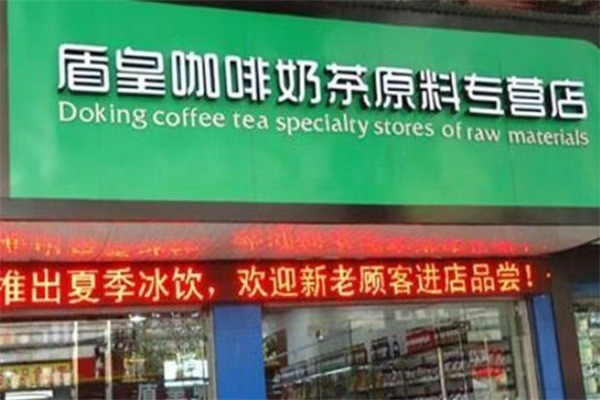 盾皇咖啡奶茶原料专营店
Doking coffee tea specialty stores of raw materials
推出夏季冰饮，欢迎新老顾客进店品尝！